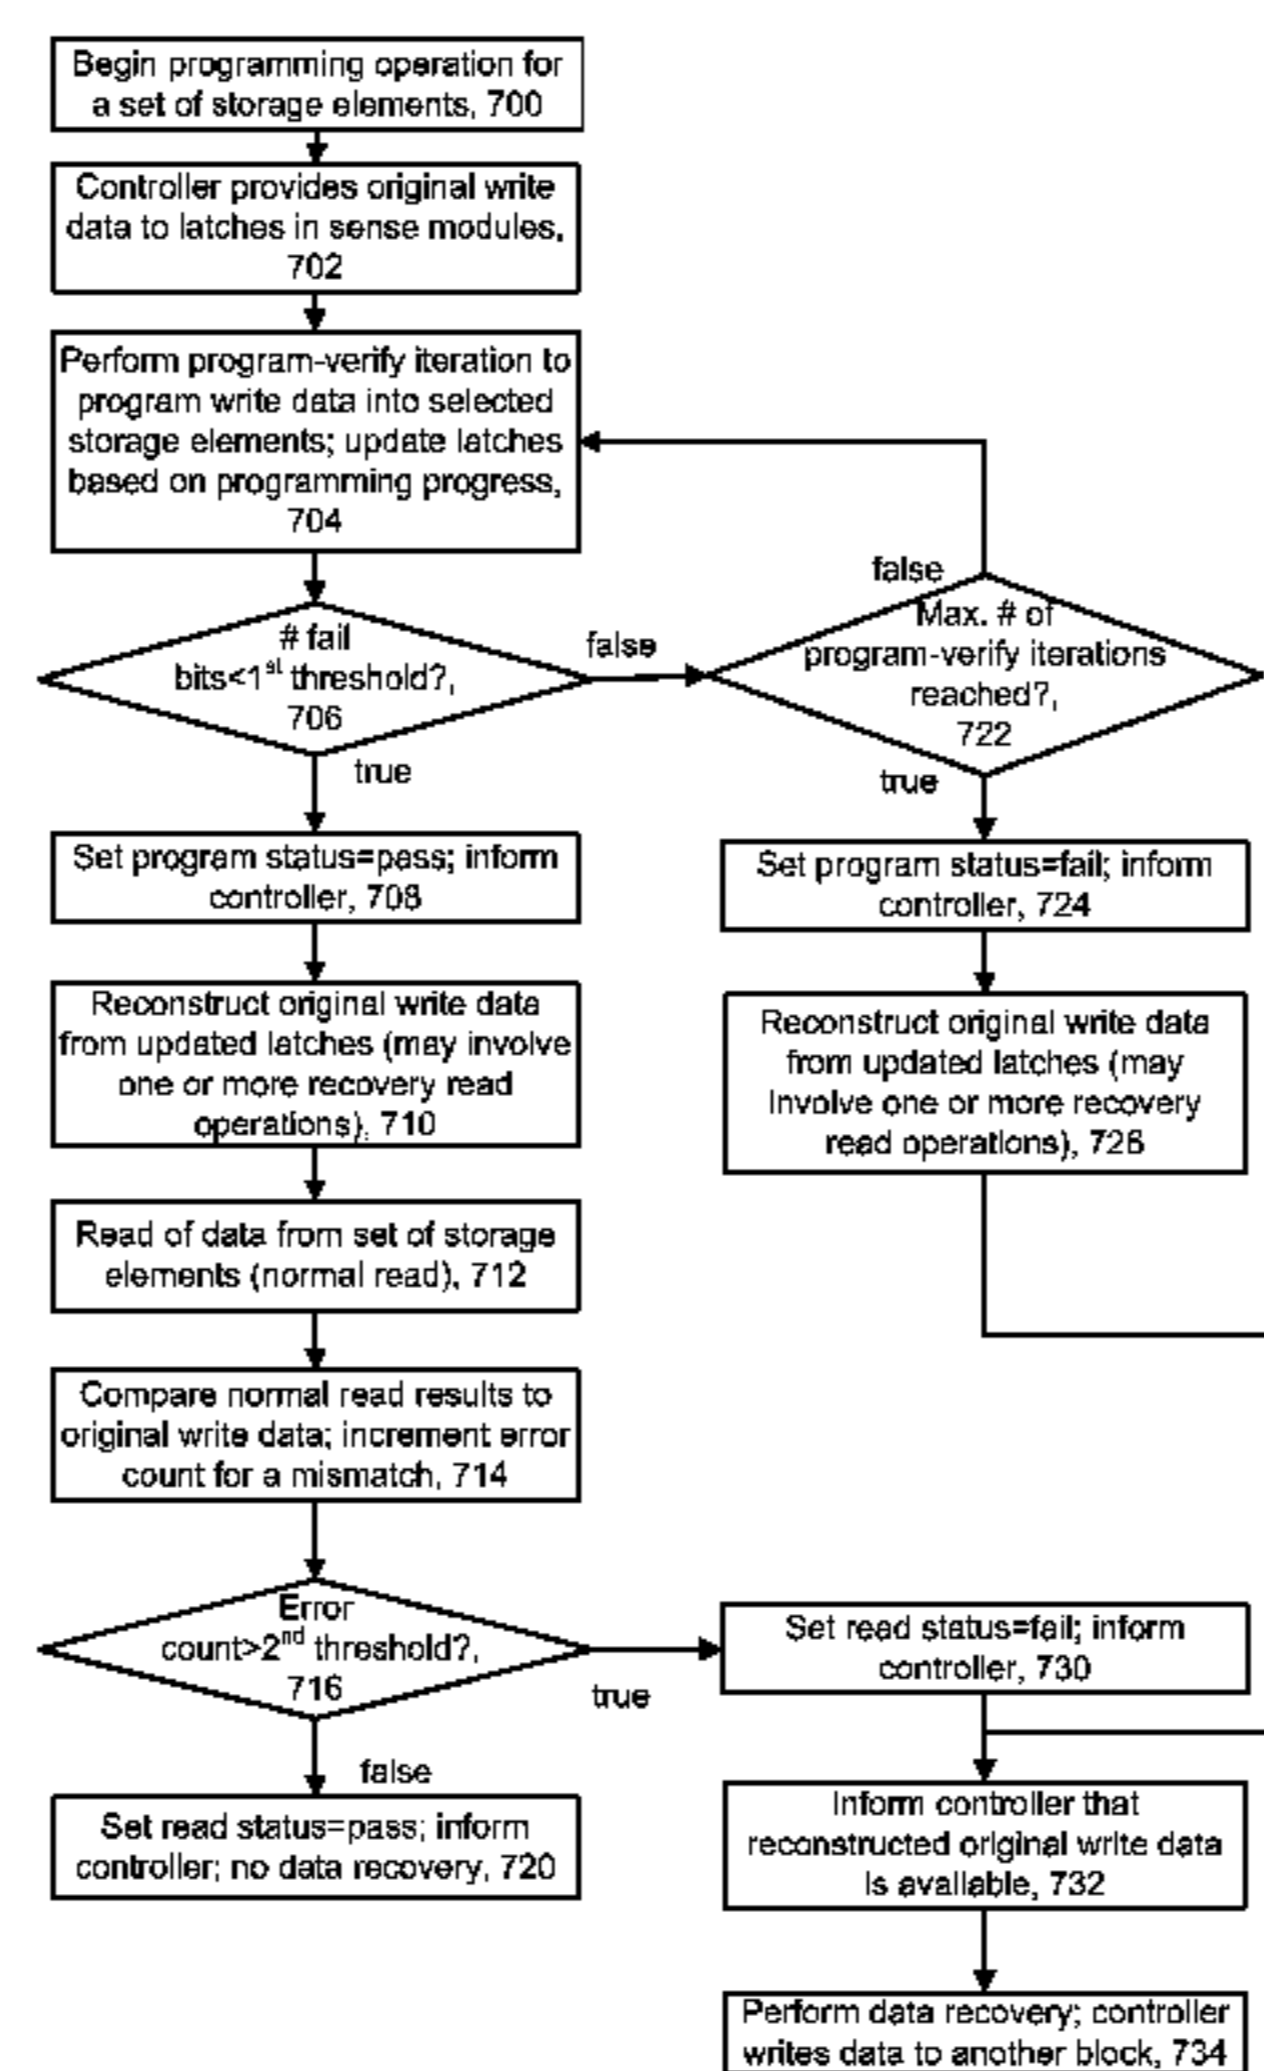 Begin programming operation for
a set of storage elements, 700
Controller provides original write
data to latches in sense modules,
702
Perform program-verify iteration to
program write data into selected
storage elements; update latches
based on programming progress,
704
# fail
bits<1st threshold?,
706
false
true
false
Max. # of
program-verify iterations
reached?,
722
true
Set program status=pass; inform
controller, 708
Set program status=fail; inform
controller, 724
Reconstruct original write data
from updated latches (may involve
one or more recovery read
operations), 710
Reconstruct original write data
from updated latches (may
involve one or more recovery
read operations), 726
Read of data from set of storage
elements (normal read), 712
Compare normal read results to
original write data; increment error
count for a mismatch, 714
Error
count>2nd threshold?,
716
true
false
Set read status=fail; inform
controller, 730
Set read status=pass; inform
controller; no data recovery, 720
Inform controller that
reconstructed original write data
is available, 732
Perform data recovery; controller
writes data to another block, 734